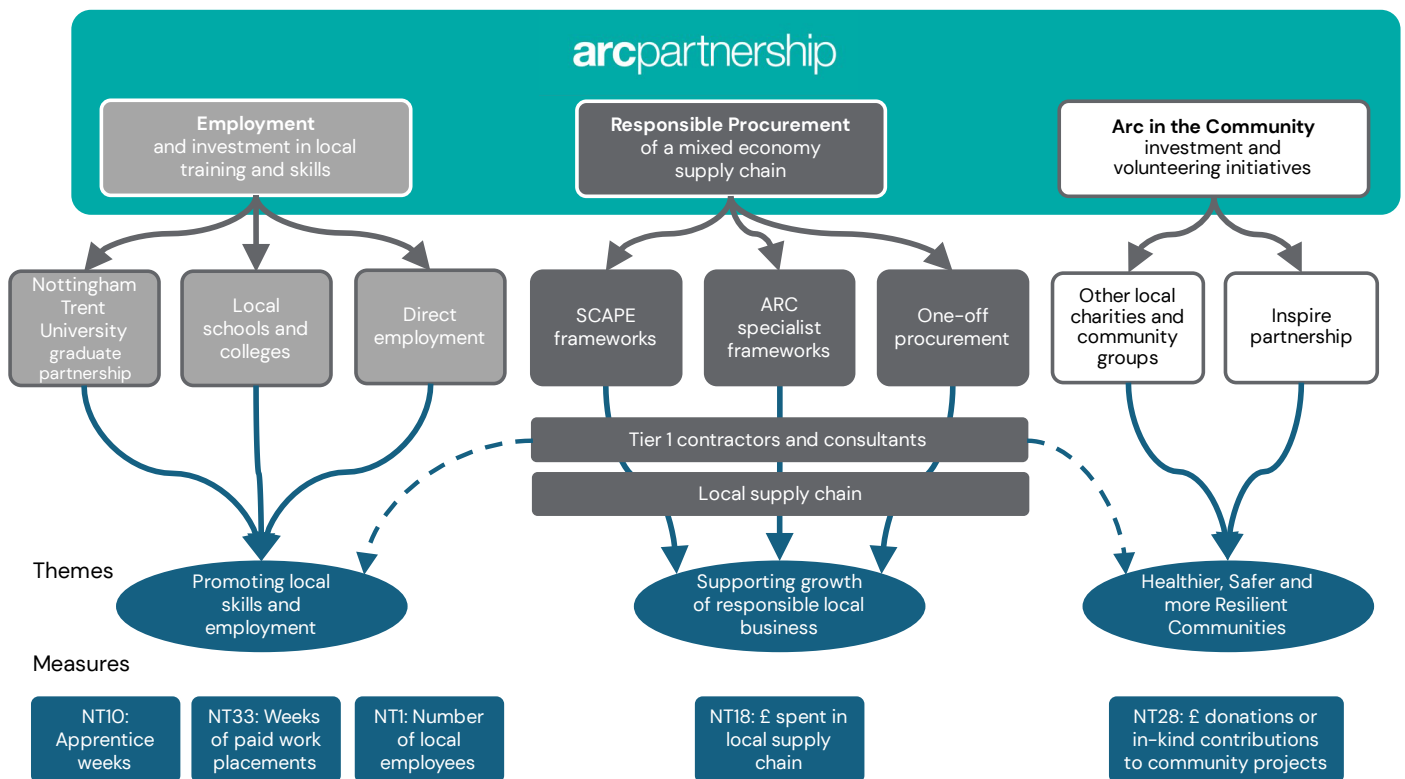 arcpartnership
Employment
and investment in local
training and skills
Responsible Procurement
of a mixed economy
supply chain
Arc in the Community
investment and
volunteering initiatives
Nottingham
Trent
University
graduate
partnership
Local
schools and
colleges
Direct
employment
SCAPE
frameworks
ARC
specialist
frameworks
One-off
procurement
Other local
charities and
community
groups
Inspire
partnership
Tier 1 contractors and consultants
Local supply chain
Themes
Promoting local
skills and
employment
Supporting growth
of responsible local
business
Healthier, Safer and
more Resilient
Communities
Measures
NT10:
Apprentice
weeks
NT33: Weeks
of paid work
placements
NT1: Number
of local
employees
NT18: £ spent in
local supply
chain
NT28: £ donations or
in-kind contributions
to community projects